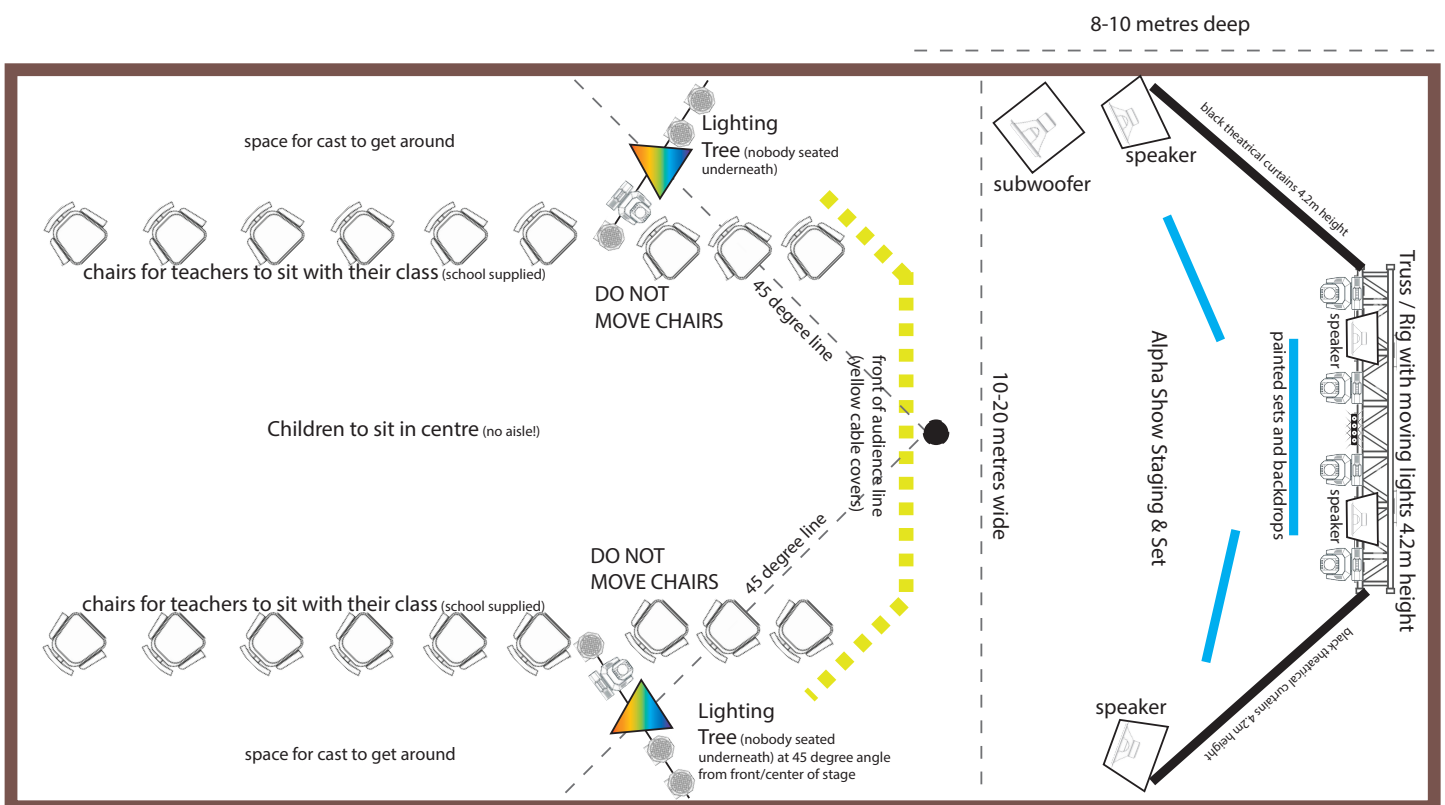 8-10 metres deep
space for cast to get around
Lighting
Tree (nobody seated
underneath)
subwoofer
speaker
black theatrical curtains 4.2m height
chairs for teachers to sit with their class (school supplied)
DO NOT
MOVE CHAIRS
45 degree line
front of audience line
(yellow cable covers)
Children to sit in centre (no aisle!)
10-20 metres wide
Alpha Show Staging & Set
painted sets and backdrops
speaker
speaker
Truss / Rig with moving lights 4.2m height
DO NOT
MOVE CHAIRS
45 degree line
chairs for teachers to sit with their class (school supplied)
Lighting
Tree (nobody seated
underneath) at 45 degree angle
from front/center of stage
space for cast to get around
speaker
black theatrical curtains 4.2m height